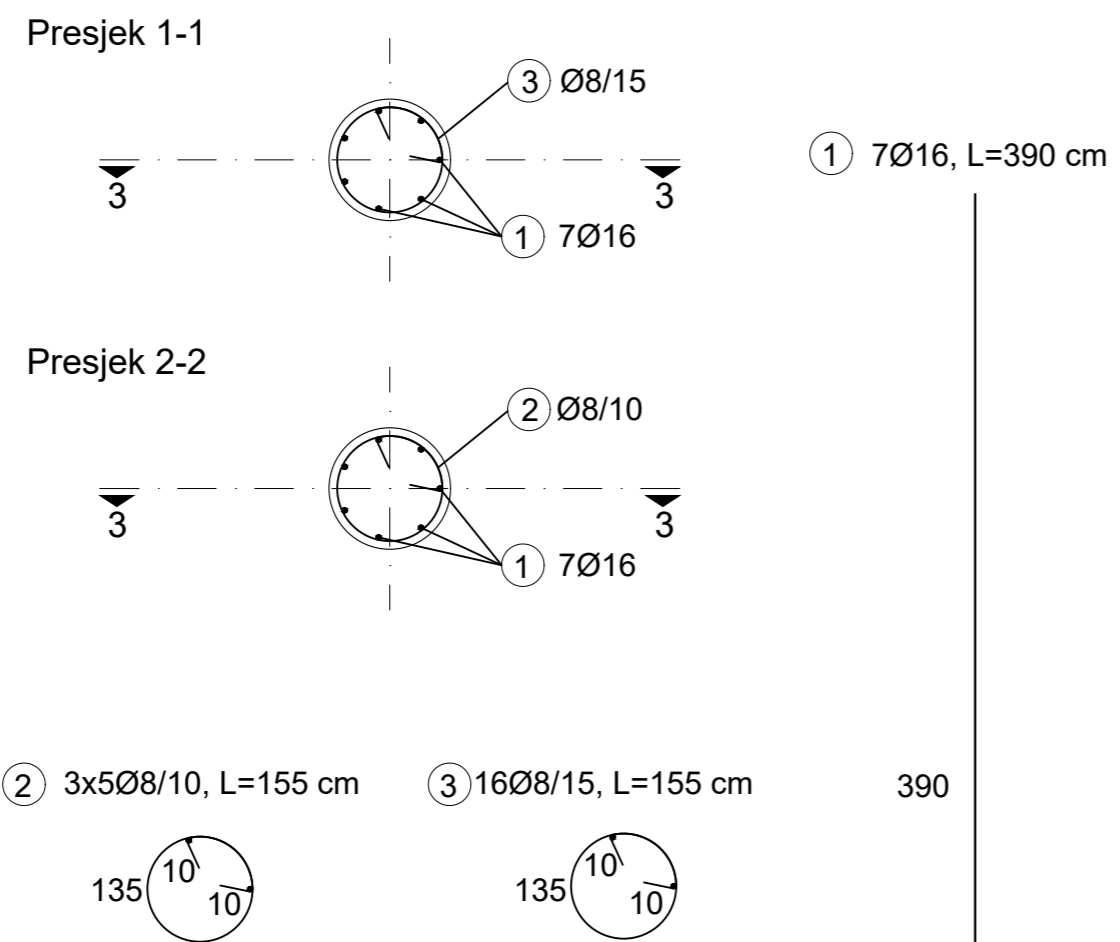 Presjek 1-1
3 Ø8/15
1 7Ø16, L=390 cm
3 3
1 7Ø16
Presjek 2-2
2 Ø8/10
3 3
1 7Ø16
2 3x5Ø8/10, L=155 cm
3 16Ø8/15, L=155 cm
390
135 10 10
135 10 10